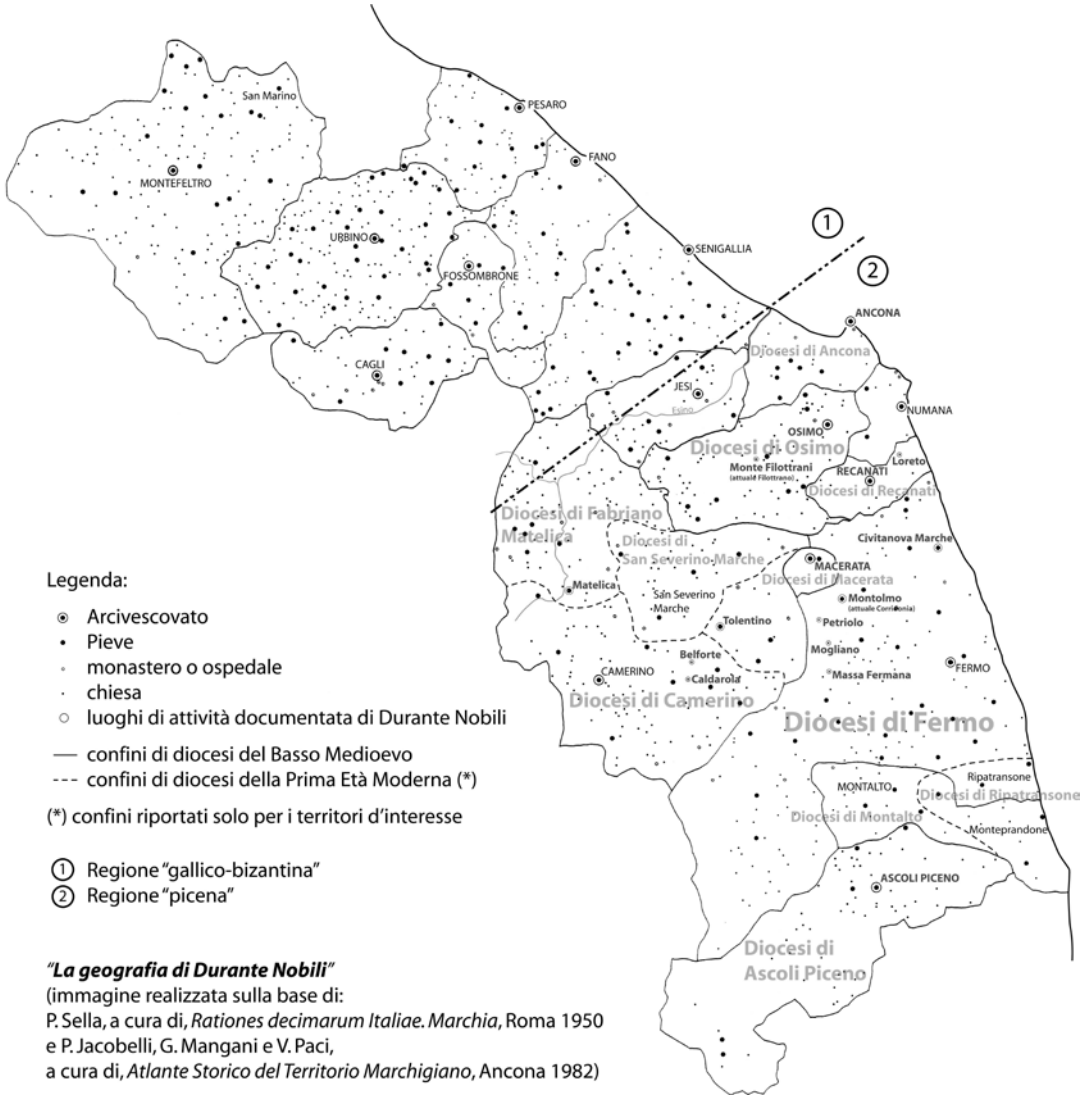 San Marino
PESARO
FANO
MONTEFELTRO
URBINO
SENIGALLIA
FOSSOMBRONE
1
2
ANCONA
Diocesi di Ancona
CAGLI
JESI
Esino
NUMANA
OSIMO
Diocesi di Osimo
Monte Filottrani
(attuale Filottrano)
Loreto
RECANATI
Diocesi di Recanati
Diocesi di Fabriano
Matelica
Civitanova Marche
Diocesi di
San Severino Marche
MACERATA
Diocesi di Macerata
Matelica
San Severino
Marche
Montolmo
(attuale Corridonia)
Tolentino
Petriolo
Mogliano
Belforte
CAMERINO
Caldarola
Massa Fermana
FERMO
Diocesi di Camerino
Diocesi di Fermo
Ripatransone
MONTALTO
Diocesi di Ripatransone
Diocesi di Montalto
Monteprandone
ASCOLI PICENO
Diocesi di
Ascoli Piceno
Legenda:
Arcivescovato
Pieve
monastero o ospedale
chiesa
luoghi di attività documentata di Durante Nobili
confini di diocesi del Basso Medioevo
confini di diocesi della Prima Età Moderna (*)
(*) confini riportati solo per i territori d'interesse
1 Regione "gallico-bizantina"
2 Regione "picena"
"La geografia di Durante Nobili"
(immagine realizzata sulla base di:
P. Sella, a cura di, Rationes decimarum Italiae. Marchia, Roma 1950
e P. Jacobelli, G. Mangani e V. Paci,
a cura di, Atlante Storico del Territorio Marchigiano, Ancona 1982)